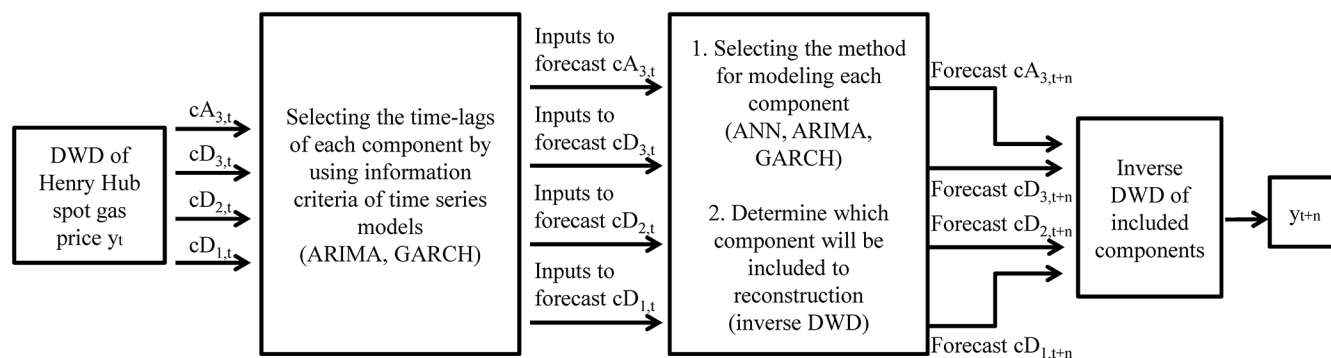 DWD of
Henry Hub
spot gas
price yt
cA3,t
cD3,t
cD2,t
cD1,t
Selecting the time-lags
of each component by
using information
criteria of time series
models
(ARIMA, GARCH)
Inputs to
forecast cA3,t
Inputs to
forecast cD3,t
Inputs to
forecast cD2,t
Inputs to
forecast cD1,t
1. Selecting the method
for modeling each
component
(ANN, ARIMA,
GARCH)
2. Determine which
component will be
included to
reconstruction
(inverse DWD)
Forecast cA3,t+n
Forecast cD3,t+n
Forecast cD2,t+n
Forecast cD1,t+n
Inverse
DWD of
included
components
yt+n